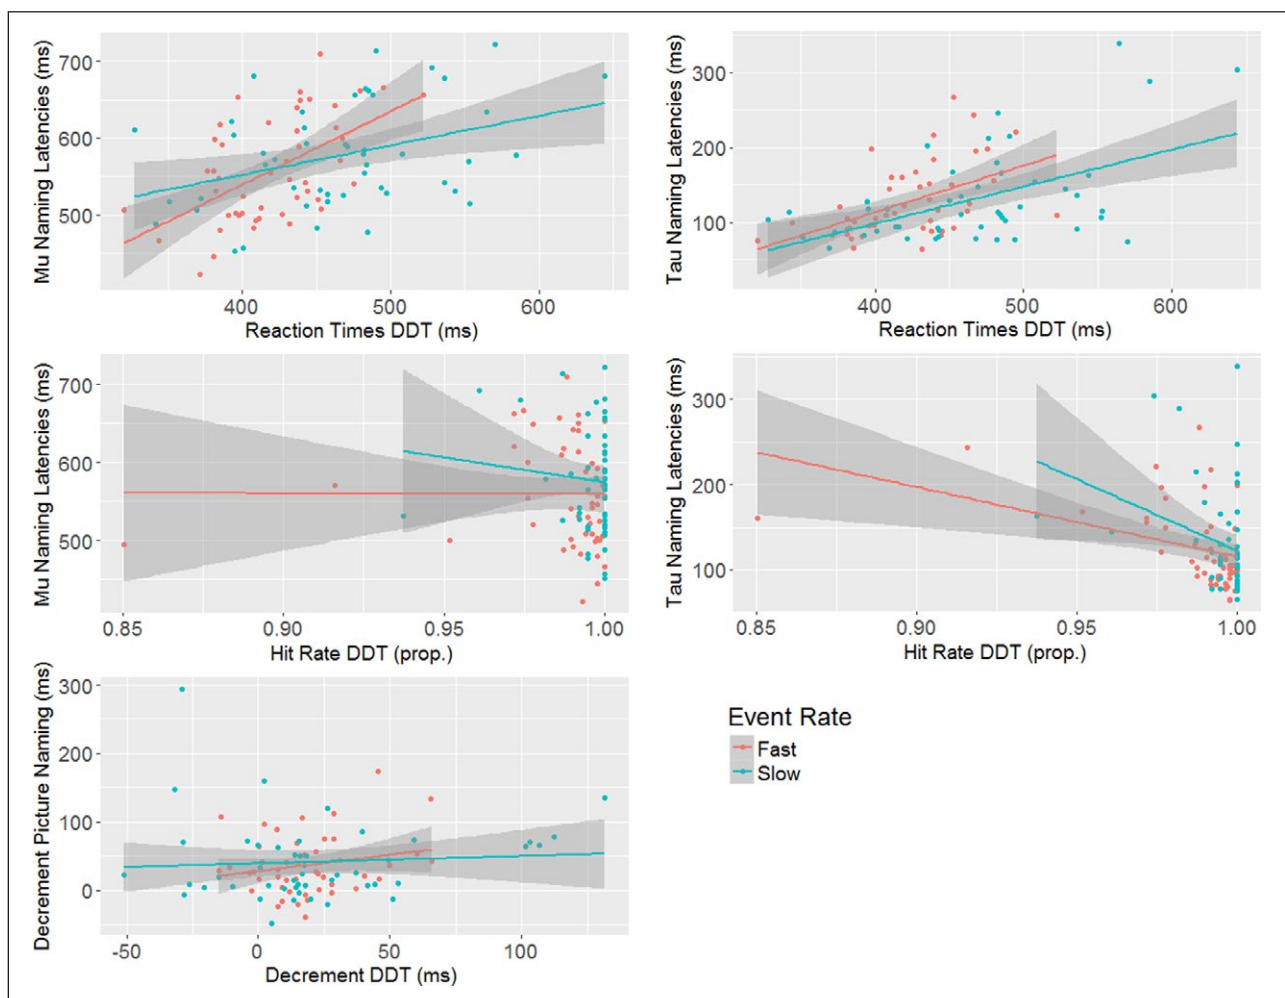 Mu Naming Latencies (ms)
700
600
500
400
500
600
Reaction Times DDT (ms)
Tau Naming Latencies (ms)
300
200
100
400
500
600
Reaction Times DDT (ms)
Mu Naming Latencies (ms)
700
600
500
0.85
0.90
0.95
1.00
Hit Rate DDT (prop.)
Tau Naming Latencies (ms)
300
200
100
0.85
0.90
0.95
1.00
Hit Rate DDT (prop.)
Decrement Picture Naming (ms)
300
200
100
0
-50
0
50
100
Decrement DDT (ms)
Event Rate
Fast
Slow